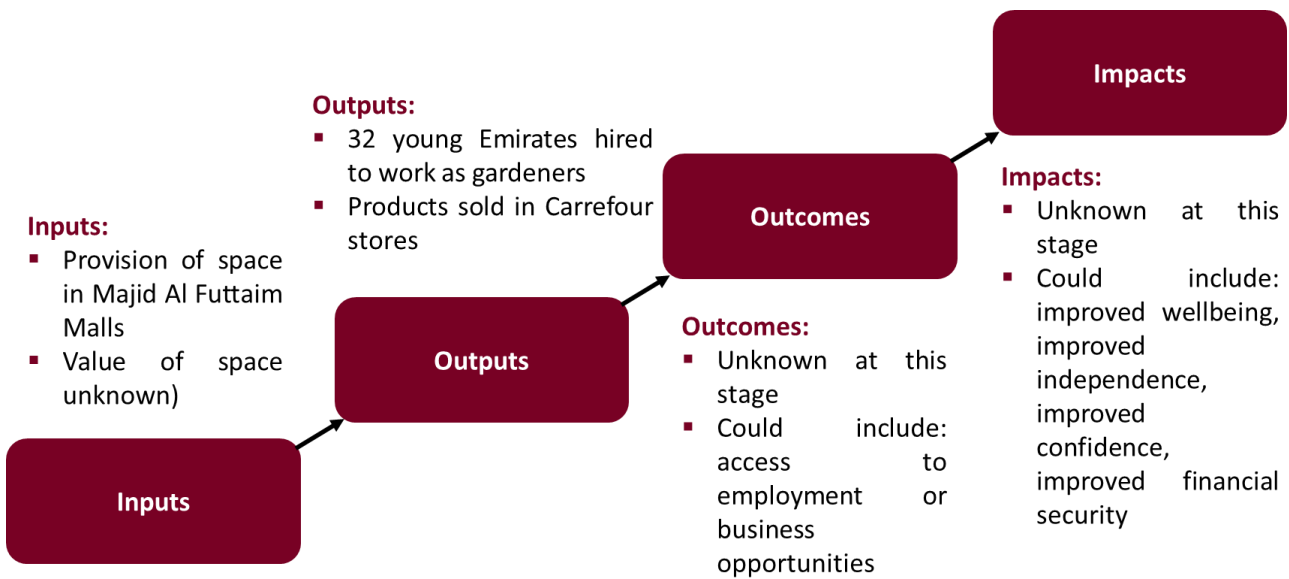 Inputs:
▪ Provision of space
in Majid Al Futtaim
Malls
▪ Value of space
unknown)
Inputs
Outputs:
▪ 32 young Emirates hired
to work as gardeners
▪ Products sold in Carrefour
stores
Outputs
Outcomes
Outcomes:
▪ Unknown at this
stage
▪ Could include:
access to
employment or
business
opportunities
Impacts
Impacts:
▪ Unknown at this
stage
▪ Could include:
improved wellbeing,
improved
independence,
improved
confidence,
improved financial
security